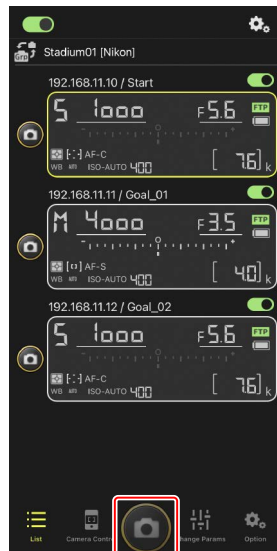 Grp Stadium01 [Nikon]
192.168.11.10 / Start
S 1000 F5.6 FTP
[ ] AF-C
WB ISO-AUTO 400 [ 7.6] k
192.168.11.11 / Goal_01
M 4000 F3.5 FTP
[ ] AF-S
WB ISO-AUTO 400 [ 4.0] k
192.168.11.12 / Goal_02
S 1000 F5.6 FTP
[ ] AF-C
WB ISO-AUTO 400 [ 7.6] k
List Camera Contr hange Params Option